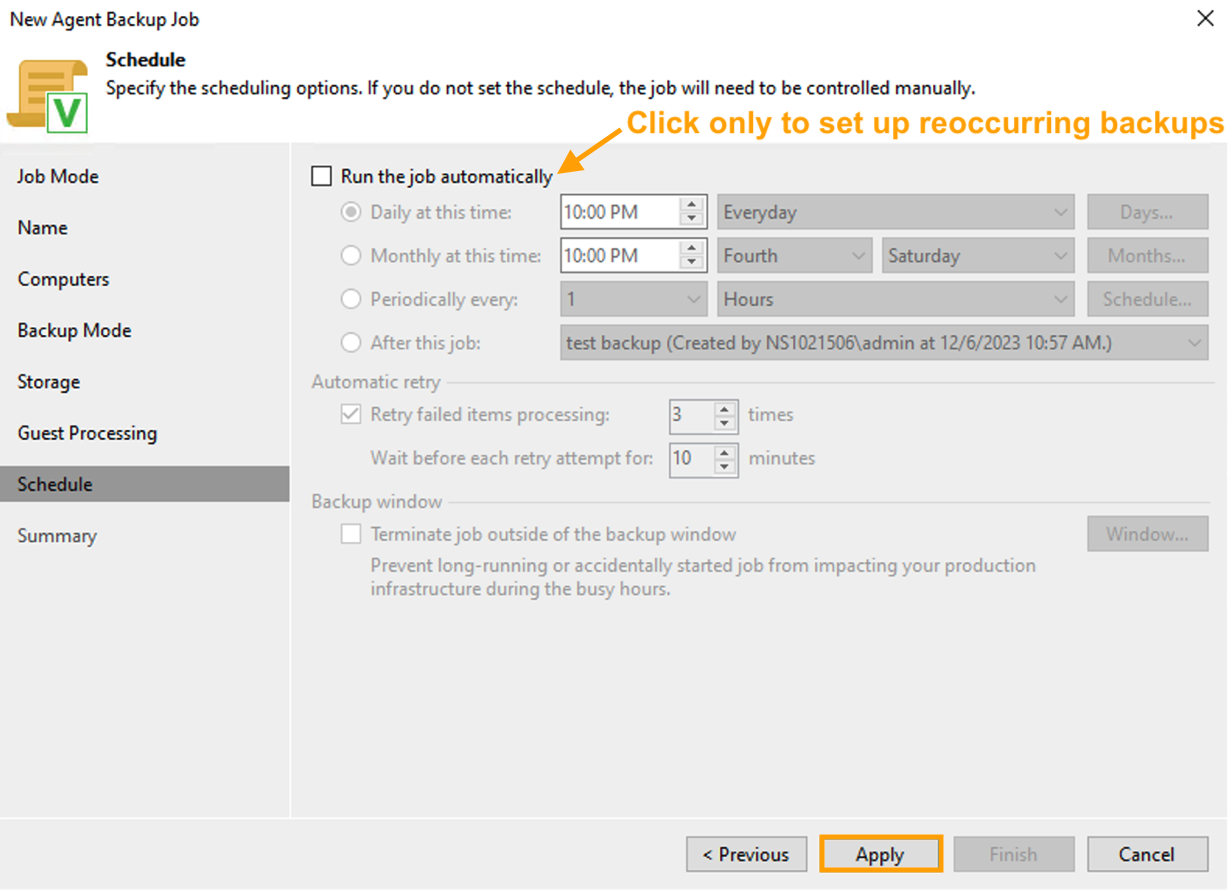 New Agent Backup Job
Schedule
Specify the scheduling options. If you do not set the schedule, the job will need to be controlled manually.
Click only to set up reoccurring backups
Job Mode
Name
Computers
Backup Mode
Storage
Guest Processing
Schedule
Summary
Run the job automatically
Daily at this time: 10:00 PM Everyday Days...
Monthly at this time: 10:00 PM Fourth Saturday Months...
Periodically every: 1 Hours Schedule...
After this job: test backup (Created by NS1021506\admin at 12/6/2023 10:57 AM.)
Automatic retry
Retry failed items processing: 3 times
Wait before each retry attempt for: 10 minutes
Backup window
Terminate job outside of the backup window Window...
Prevent long-running or accidentally started job from impacting your production
infrastructure during the busy hours.
< Previous Apply Finish Cancel